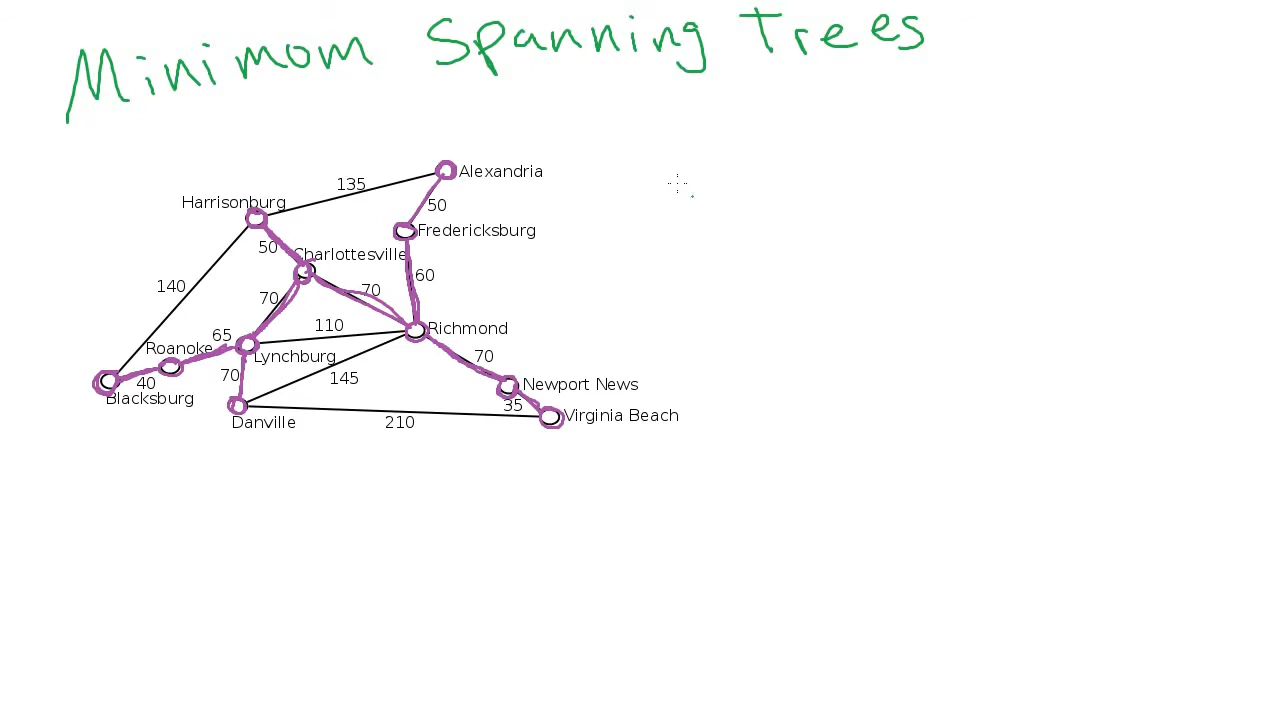 Minimom Spanning Trees
Alexandria
135
Harrisonburg
50
Fredericksburg
50
Charlottesville
60
140
70
70
110
Richmond
65
Roanoke
Lynchburg
70
70
145
40
Newport News
Blacksburg
35
Virginia Beach
Danville
210